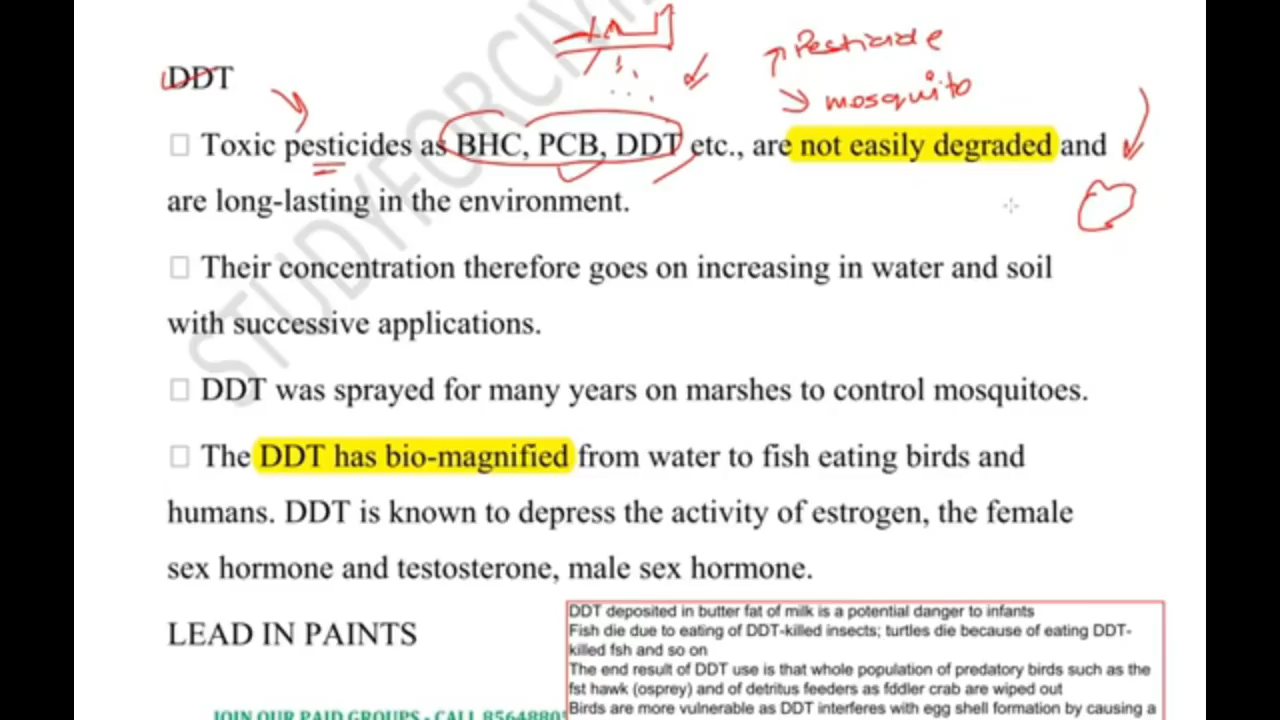 Pesticide
mosquito
DDT
Toxic pesticides as BHC, PCB, DDT etc., are not easily degraded and
are long-lasting in the environment.
Their concentration therefore goes on increasing in water and soil
with successive applications.
DDT was sprayed for many years on marshes to control mosquitoes.
The DDT has bio-magnified from water to fish eating birds and
humans. DDT is known to depress the activity of estrogen, the female
sex hormone and testosterone, male sex hormone.
LEAD IN PAINTS
DDT deposited in butter fat of milk is a potential danger to infants
Fish die due to eating of DDT-killed insects; turtles die because of eating DDT-
killed fsh and so on
The end result of DDT use is that whole population of predatory birds such as the
fst hawk (osprey) and of detritus feeders as fddler crab are wiped out
Birds are more vulnerable as DDT interferes with egg shell formation by causing a
JOIN OUR PAID GROUPS - CALL 8564880
STUDYFORCIV